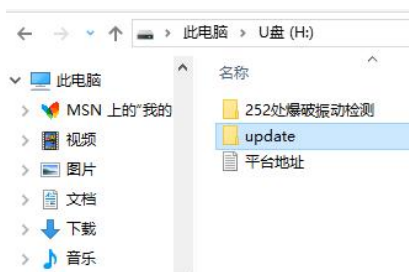 此电脑 › U盘 (H:)
此电脑
名称
MSN 上的“我的
252处爆破振动检测
视频
update
图片
平台地址
文档
下载
音乐